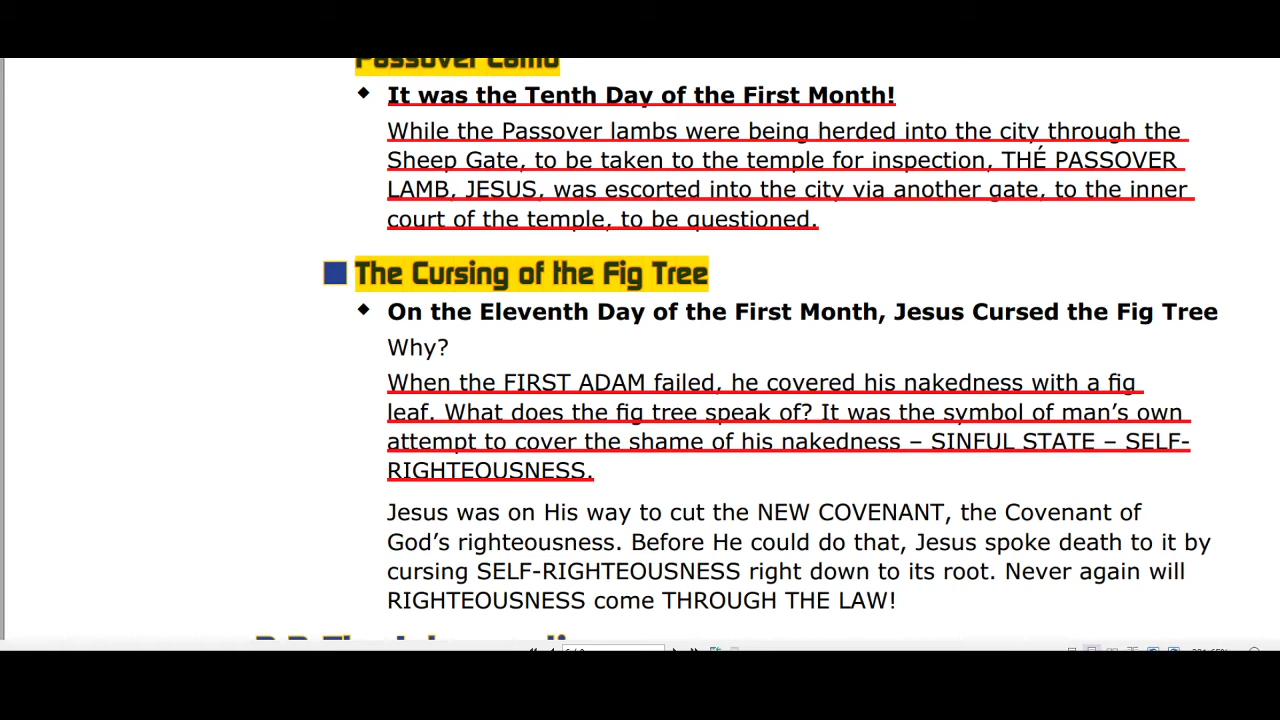 Passover Lamb
It was the Tenth Day of the First Month!
While the Passover lambs were being herded into the city through the
Sheep Gate, to be taken to the temple for inspection, THÉ PASSOVER
LAMB, JESUS, was escorted into the city via another gate, to the inner
court of the temple, to be questioned.
The Cursing of the Fig Tree
On the Eleventh Day of the First Month, Jesus Cursed the Fig Tree
Why?
When the FIRST ADAM failed, he covered his nakedness with a fig
leaf. What does the fig tree speak of? It was the symbol of man’s own
attempt to cover the shame of his nakedness – SINFUL STATE – SELF-
RIGHTEOUSNESS.
Jesus was on His way to cut the NEW COVENANT, the Covenant of
God’s righteousness. Before He could do that, Jesus spoke death to it by
cursing SELF-RIGHTEOUSNESS right down to its root. Never again will
RIGHTEOUSNESS come THROUGH THE LAW!